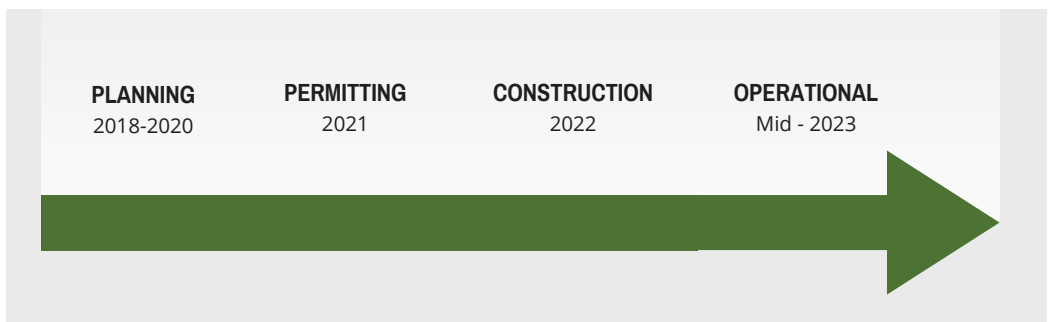 PLANNING
2018-2020
PERMITTING
2021
CONSTRUCTION
2022
OPERATIONAL
Mid - 2023